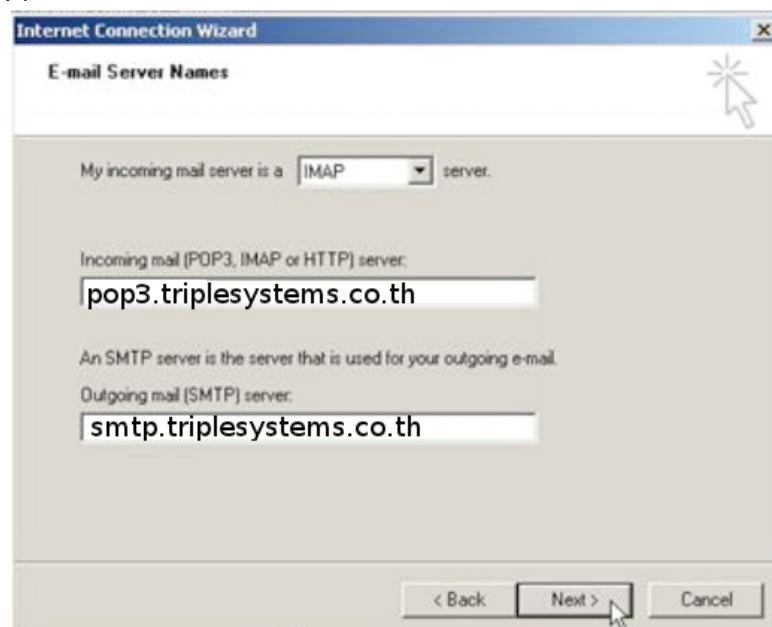 Internet Connection Wizard
E-mail Server Names
My incoming mail server is a IMAP server.
Incoming mail (POP3, IMAP or HTTP) server:
pop3.triplesystems.co.th
An SMTP server is the server that is used for your outgoing e-mail.
Outgoing mail (SMTP) server:
smtp.triplesystems.co.th
< Back Next > Cancel